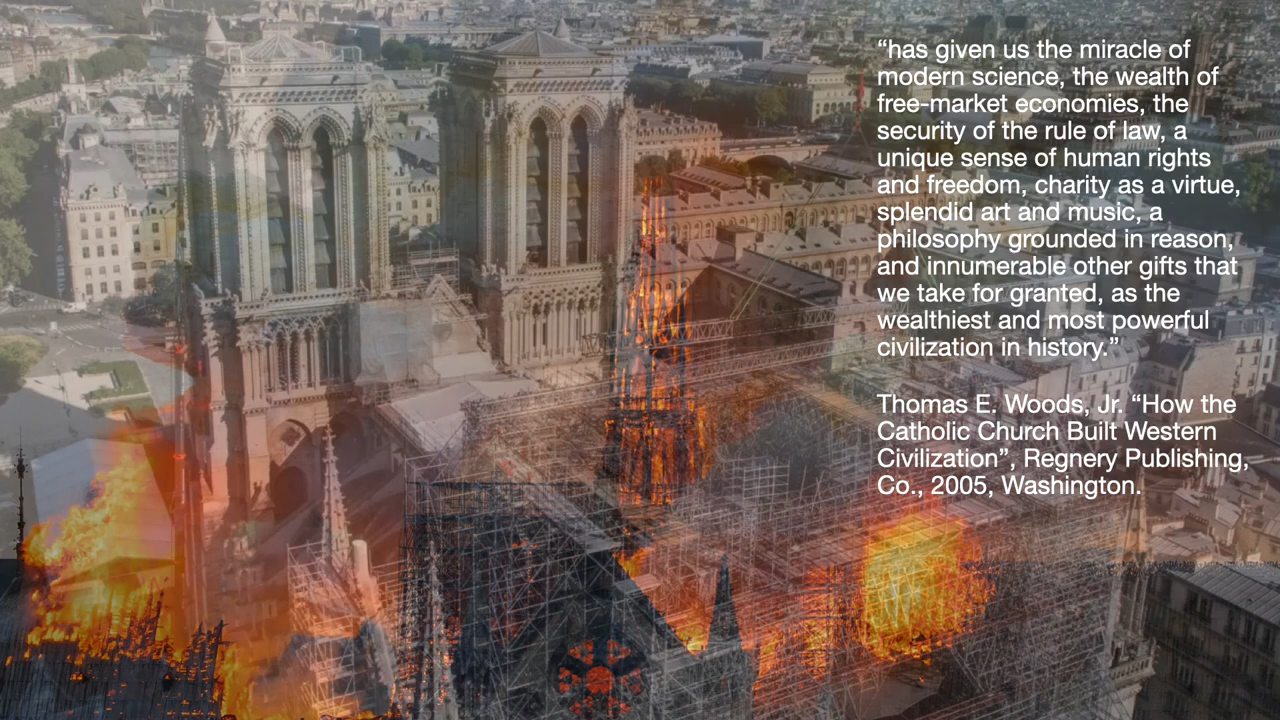 “has given us the miracle of
modern science, the wealth of
free-market economies, the
security of the rule of law, a
unique sense of human rights
and freedom, charity as a virtue,
splendid art and music, a
philosophy grounded in reason,
and innumerable other gifts that
we take for granted, as the
wealthiest and most powerful
civilization in history.”
Thomas E. Woods, Jr. “How the
Catholic Church Built Western
Civilization”, Regnery Publishing,
Co., 2005, Washington.